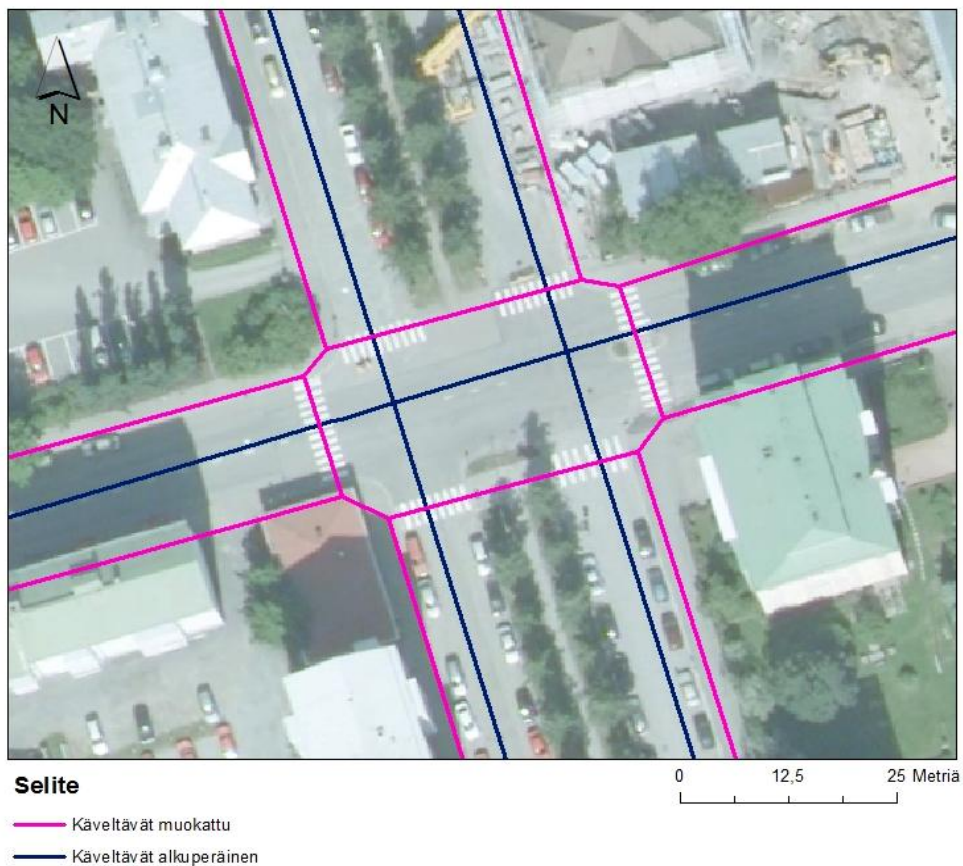 N
Selite
0 12,5 25 Metriä
Käveltävät muokattu
Käveltävät alkuperäinen